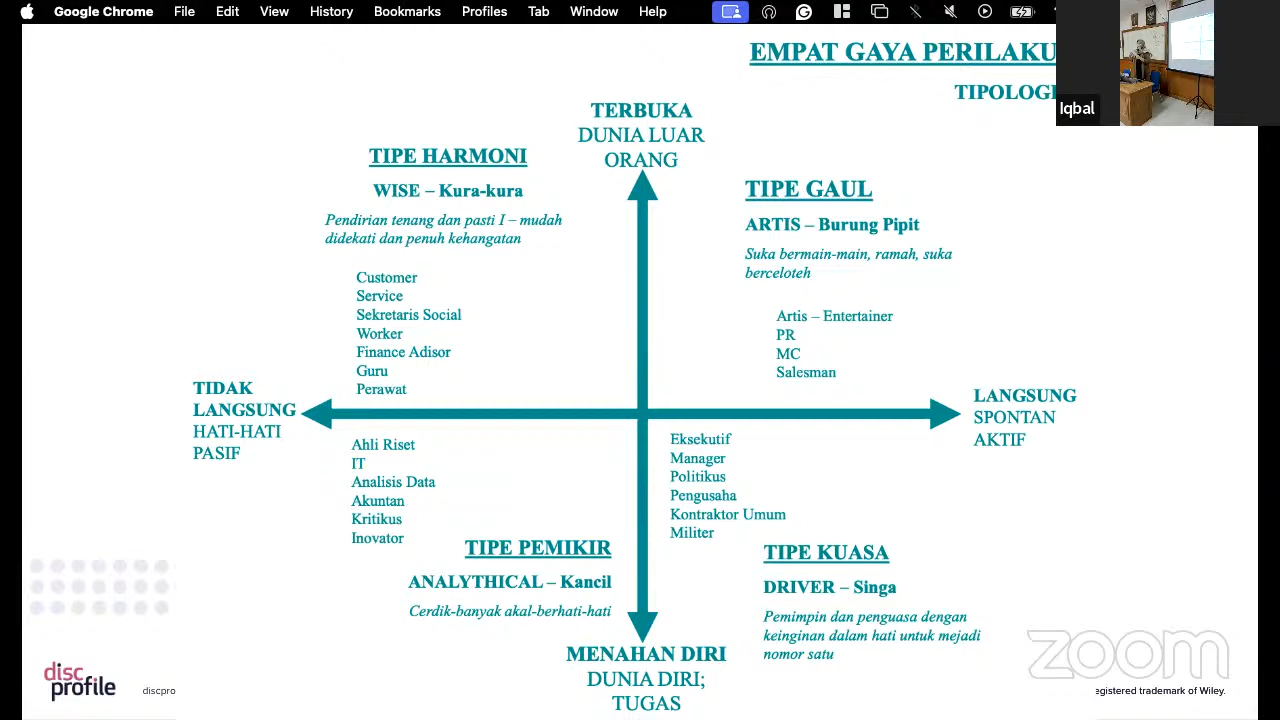 Google Chrome File Edit View History Bookmarks Profiles Tab Window Help
EMPAT GAYA PERILAKU
TIPOLOGI
Iqbal
TERBUKA
DUNIA LUAR
ORANG
TIPE HARMONI
WISE – Kura-kura
Pendirian tenang dan pasti I – mudah
didekati dan penuh kehangatan
Customer
Service
Sekretaris Social
Worker
Finance Adisor
Guru
Perawat
TIPE GAUL
ARTIS – Burung Pipit
Suka bermain-main, ramah, suka
berceloteh
Artis – Entertainer
PR
MC
Salesman
TIDAK
LANGSUNG
HATI-HATI
PASIF
LANGSUNG
SPONTAN
AKTIF
Ahli Riset
IT
Analisis Data
Akuntan
Kritikus
Inovator
TIPE PEMIKIR
ANALYTHICAL – Kancil
Cerdik-banyak akal-berhati-hati
Eksekutif
Manager
Politikus
Pengusaha
Kontraktor Umum
Militer
TIPE KUASA
DRIVER – Singa
Pemimpin dan penguasa dengan
keinginan dalam hati untuk mejadi
nomor satu
MENAHAN DIRI
DUNIA DIRI;
TUGAS
disc
profile
discpro
zoom
egistered trademark of Wiley.